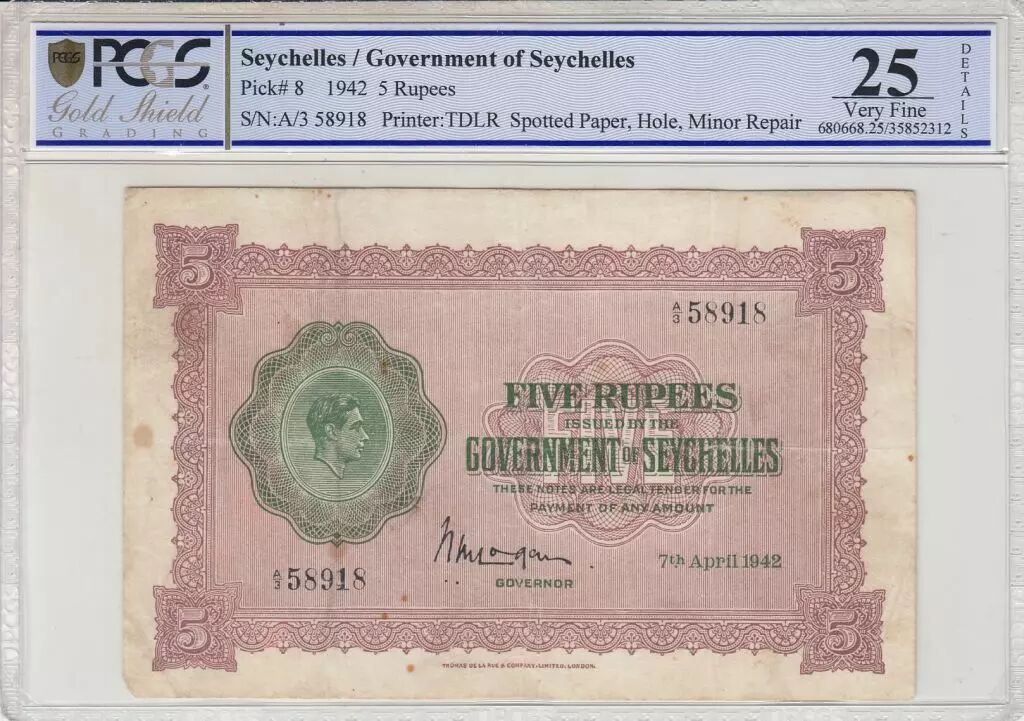 PCGS
PCGS
Gold Shield
GRADING
Seychelles / Government of Seychelles
Pick# 8 1942 5 Rupees
S/N:A/3 58918 Printer:TDLR Spotted Paper, Hole, Minor Repair
25
Very Fine
680668.25/35852312
DETAILS
5
5
A/3 58918
FIVE RUPEES
ISSUED BY THE
FIVE
GOVERNMENT OF SEYCHELLES
THESE NOTES ARE LEGAL TENDER FOR THE
PAYMENT OF ANY AMOUNT
7th April 1942
A/3 58918
GOVERNOR
5
5
THOMAS DE LA RUE & COMPANY, LIMITED, LONDON.